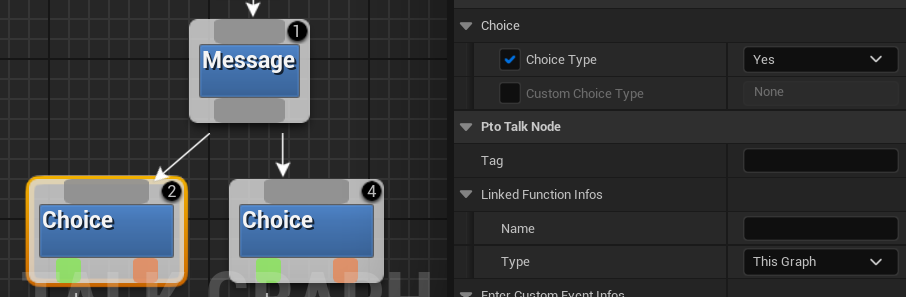 1
Message
2
Choice
4
Choice
TALK GRAPH
Choice
Choice Type
Yes
Custom Choice Type
None
Pto Talk Node
Tag
Linked Function Infos
Name
Type
This Graph
Enter Custom Event Infos